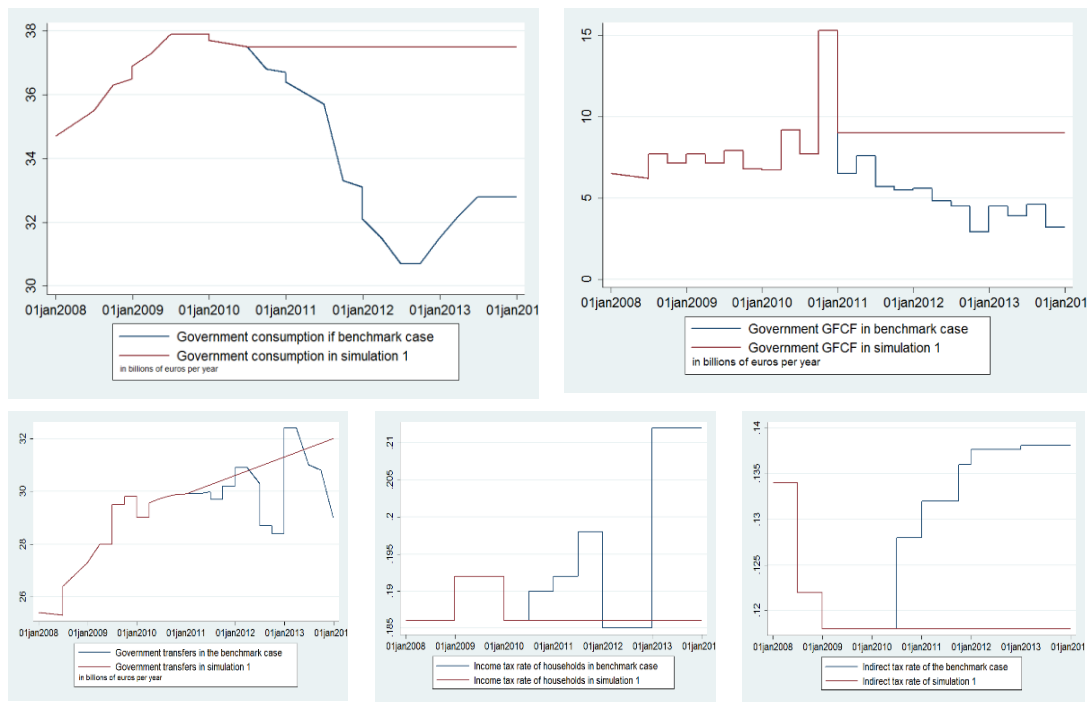 38
36
34
32
30
01jan2008 01jan2009 01jan2010 01jan2011 01jan2012 01jan2013 01jan201
Government consumption if benchmark case
Government consumption in simulation 1
in billions of euros per year
15
10
5
0
01jan2008 01jan2009 01jan2010 01jan2011 01jan2012 01jan2013 01jan201
Government GFCF in benchmark case
Government GFCF in simulation 1
in billions of euros per year
32
30
28
26
01jan2008 01jan2009 01jan2010 01jan2011 01jan2012 01jan2013 01jan201
Government transfers in the benchmark case
Government transfers in simulation 1
in billions of euros per year
.21
.205
.2
.195
.19
.185
01jan2008 01jan2009 01jan2010 01jan2011 01jan2012 01jan2013 01jan201
Income tax rate of households in benchmark case
Income tax rate of households in simulation 1
.14
.135
.13
.125
.12
01jan2008 01jan2009 01jan2010 01jan2011 01jan2012 01jan2013 01jan201
Indirect tax rate of the benchmark case
Indirect tax rate of simulation 1